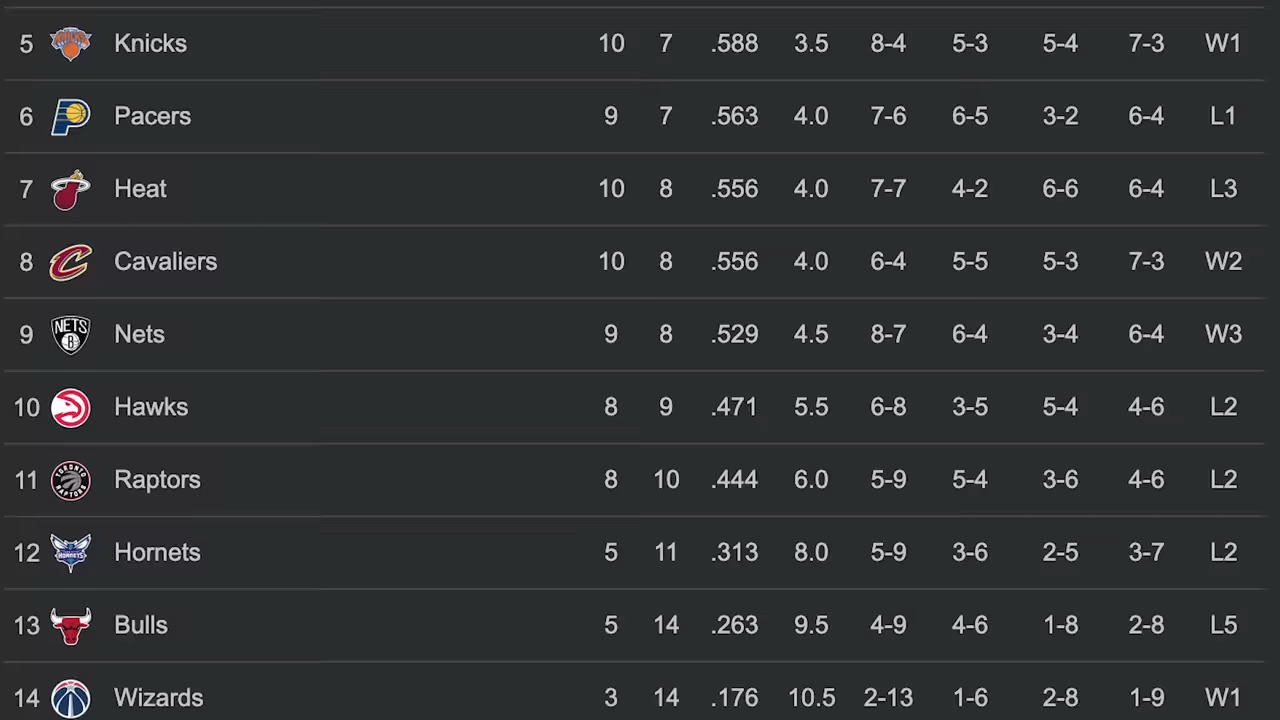 5 KNICKS Knicks 10 7 .588 3.5 8-4 5-3 5-4 7-3 W1
6 Pacers 9 7 .563 4.0 7-6 6-5 3-2 6-4 L1
7 Heat 10 8 .556 4.0 7-7 4-2 6-6 6-4 L3
8 Cavaliers 10 8 .556 4.0 6-4 5-5 5-3 7-3 W2
9 NETS B Nets 9 8 .529 4.5 8-7 6-4 3-4 6-4 W3
10 Hawks 8 9 .471 5.5 6-8 3-5 5-4 4-6 L2
11 TORONTO RAPTORS Raptors 8 10 .444 6.0 5-9 5-4 3-6 4-6 L2
12 HORNETS Hornets 5 11 .313 8.0 5-9 3-6 2-5 3-7 L2
13 Bulls 5 14 .263 9.5 4-9 4-6 1-8 2-8 L5
14 Wizards 3 14 .176 10.5 2-13 1-6 2-8 1-9 W1